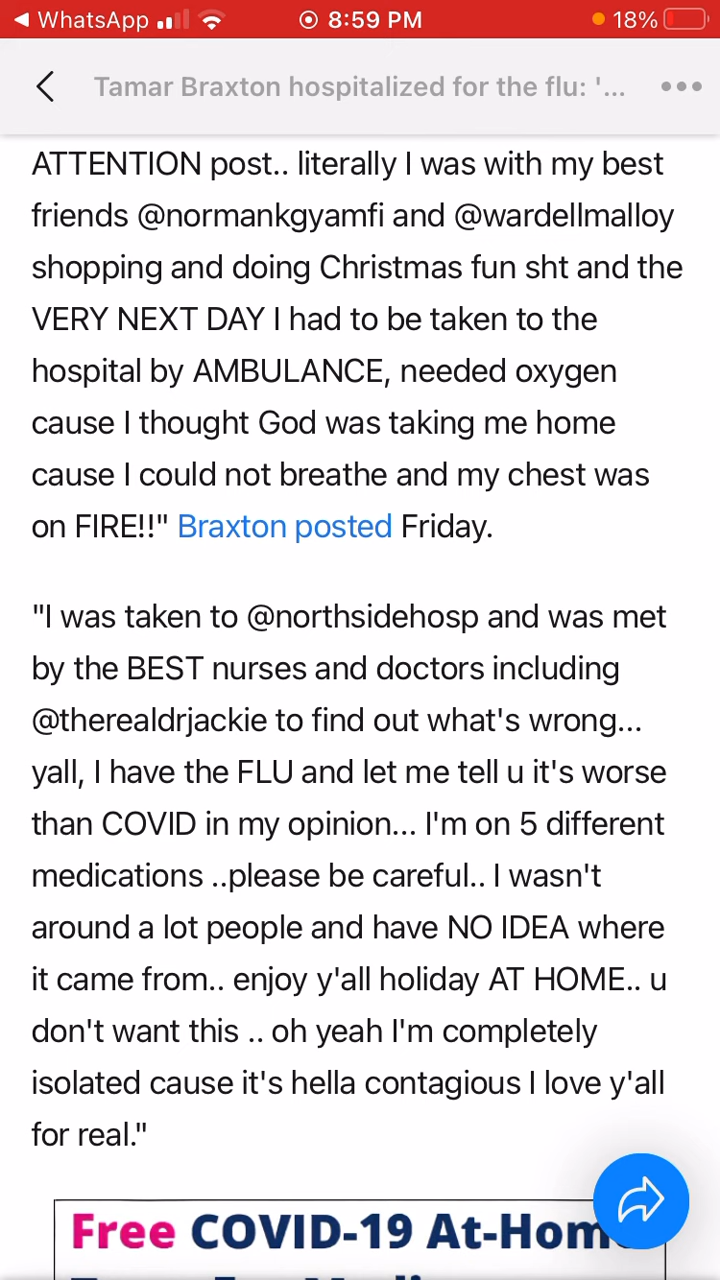 WhatsApp 8:59 PM 18%
Tamar Braxton hospitalized for the flu: '...
ATTENTION post.. literally I was with my best
friends @normankgyamfi and @wardellmalloy
shopping and doing Christmas fun sht and the
VERY NEXT DAY I had to be taken to the
hospital by AMBULANCE, needed oxygen
cause I thought God was taking me home
cause I could not breathe and my chest was
on FIRE!!" Braxton posted Friday.
"I was taken to @northsidehosp and was met
by the BEST nurses and doctors including
@therealdrjackie to find out what's wrong...
yall, I have the FLU and let me tell u it's worse
than COVID in my opinion... I'm on 5 different
medications ..please be careful.. I wasn't
around a lot people and have NO IDEA where
it came from.. enjoy y'all holiday AT HOME.. u
don't want this .. oh yeah I'm completely
isolated cause it's hella contagious I love y'all
for real."
Free COVID-19 At-Hom